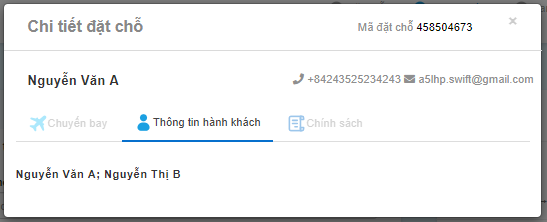 Chi tiết đặt chỗ Mã đặt chỗ 458504673 ×
Nguyễn Văn A +84243525234243 a5lhp.swift@gmail.com
Chuyến bay Thông tin hành khách Chính sách
Nguyễn Văn A; Nguyễn Thị B